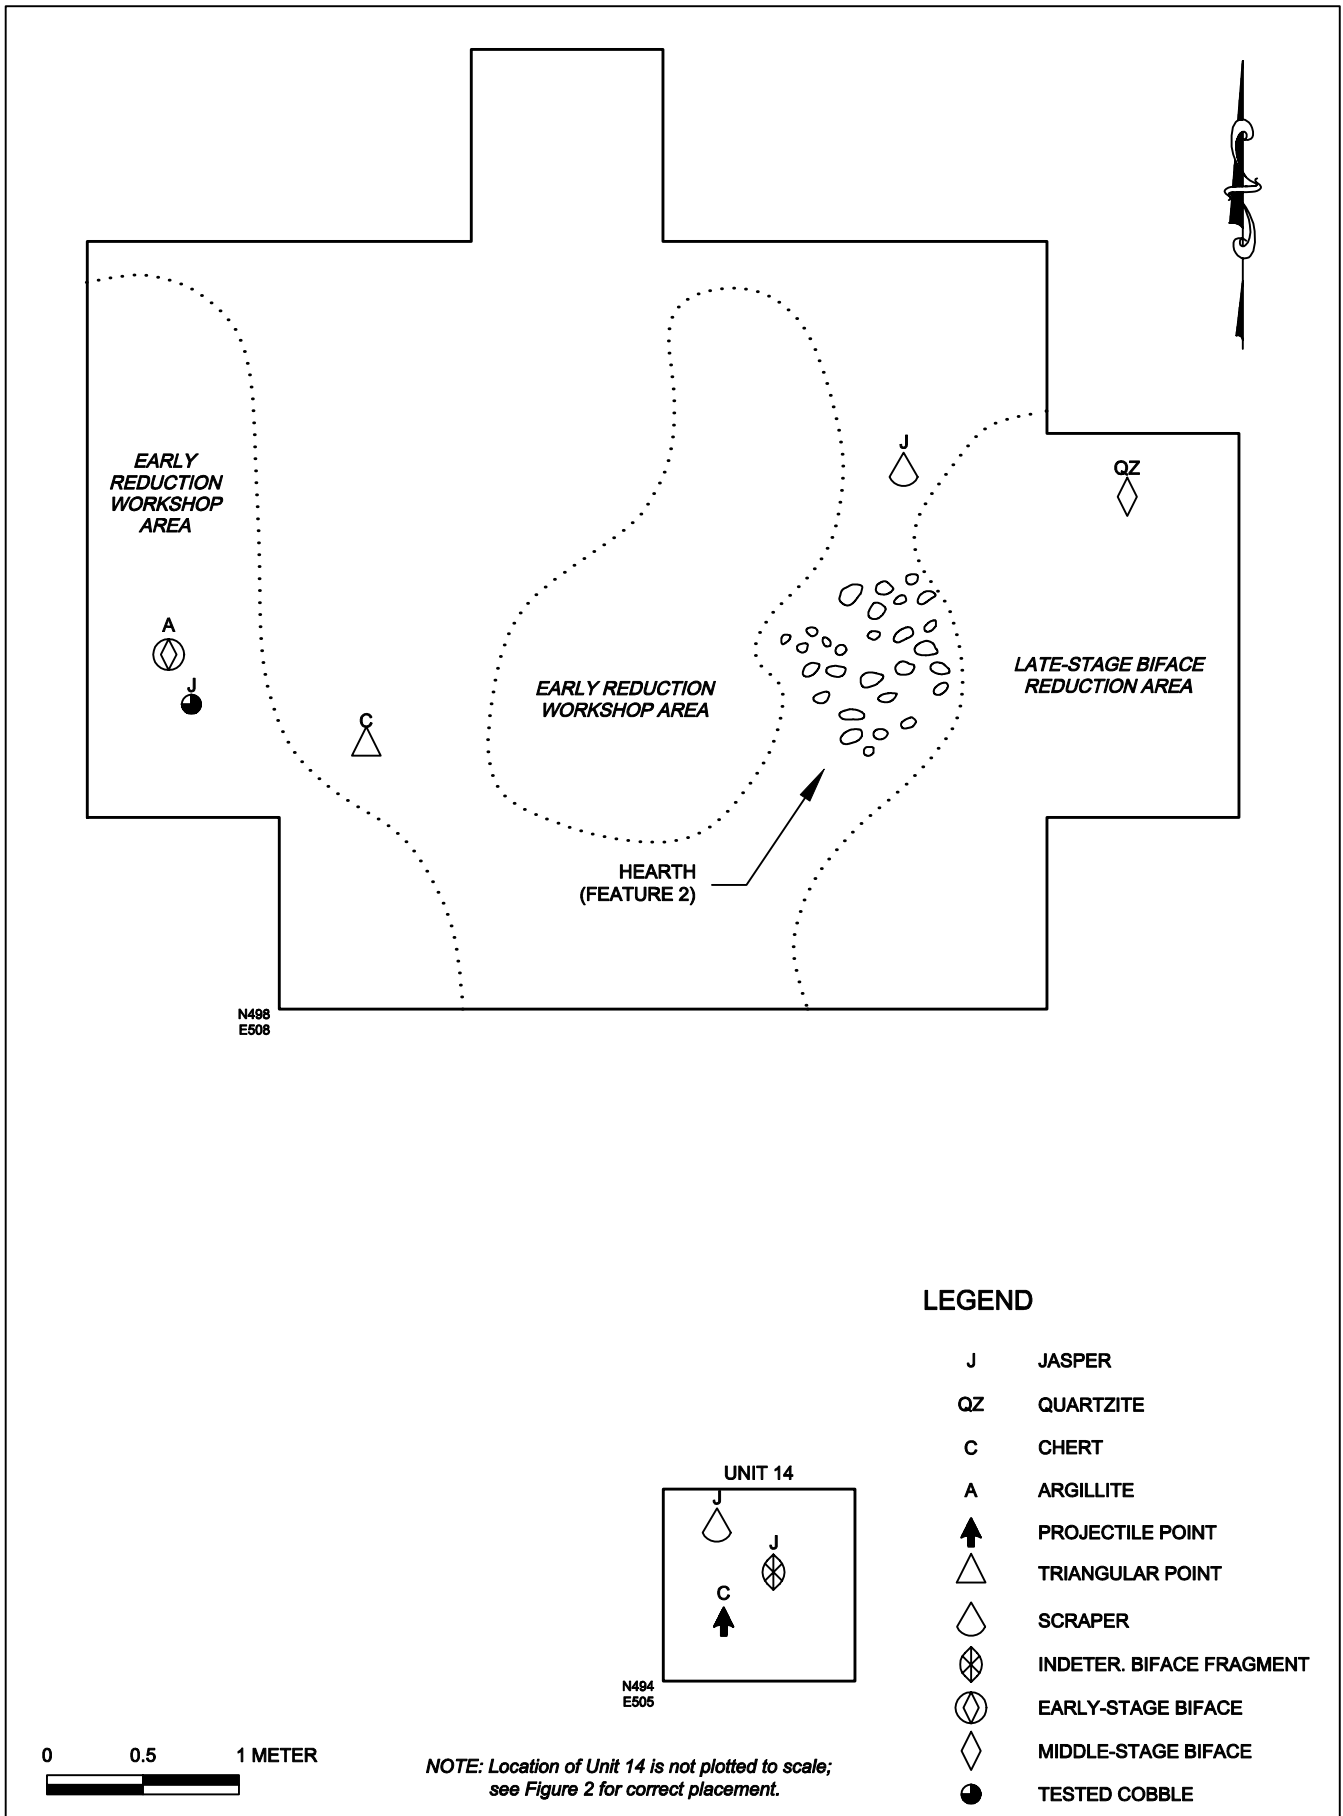 J
QZ
EARLY
REDUCTION
WORKSHOP
AREA
A
J
C
EARLY REDUCTION
WORKSHOP AREA
LATE-STAGE BIFACE
REDUCTION AREA
HEARTH
(FEATURE 2)
N498
E508
LEGEND
J JASPER
QZ QUARTZITE
C CHERT
A ARGILLITE
PROJECTILE POINT
TRIANGULAR POINT
SCRAPER
INDETER. BIFACE FRAGMENT
EARLY-STAGE BIFACE
MIDDLE-STAGE BIFACE
TESTED COBBLE
UNIT 14
J
J
C
N494
E505
0 0.5 1 METER
NOTE: Location of Unit 14 is not plotted to scale;
see Figure 2 for correct placement.